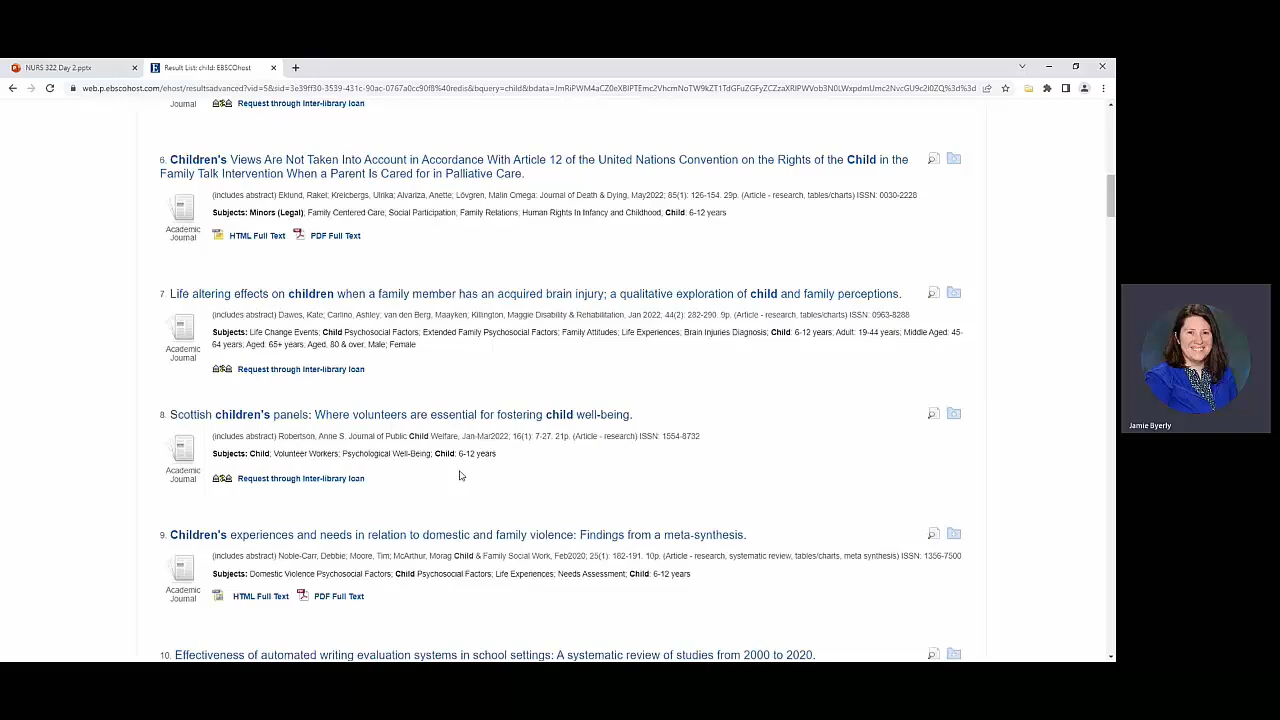 NURS 322 Day 2.pptx
Result List: child: EBSCOhost
Journal
Request through Inter-library loan
6. Children's Views Are Not Taken Into Account in Accordance With Article 12 of the United Nations Convention on the Rights of the Child in the
Family Talk Intervention When a Parent Is Cared for in Palliative Care.
(includes abstract) Eklund, Rakel; Kreicbergs, Ulrika; Alvariza, Anette; Lövgren, Malin Omega: Journal of Death & Dying, May2022; 85(1): 126-154. 29p. (Article - research, tables/charts) ISSN: 0030-2228
Subjects: Minors (Legal); Family Centered Care; Social Participation; Family Relations; Human Rights In Infancy and Childhood; Child: 6-12 years
Academic
Journal
HTML Full Text PDF Full Text
7. Life altering effects on children when a family member has an acquired brain injury; a qualitative exploration of child and family perceptions.
(includes abstract) Dawes, Kate; Carlino, Ashley; van den Berg, Maayken; Killington, Maggie Disability & Rehabilitation, Jan 2022; 44(2): 282-290. 9p. (Article - research, tables/charts) ISSN: 0963-8288
Subjects: Life Change Events; Child Psychosocial Factors; Extended Family Psychosocial Factors; Family Attitudes; Life Experiences; Brain Injuries Diagnosis; Child: 6-12 years; Adult: 19-44 years; Middle Aged: 45-
64 years; Aged: 65+ years; Aged, 80 & over; Male; Female
Academic
Journal
Request through Inter-library loan
8. Scottish children's panels: Where volunteers are essential for fostering child well-being.
(includes abstract) Robertson, Anne S. Journal of Public Child Welfare, Jan-Mar2022; 16(1): 7-27. 21p. (Article - research) ISSN: 1554-8732
Subjects: Child; Volunteer Workers; Psychological Well-Being; Child: 6-12 years
Academic
Journal
Request through Inter-library loan
9. Children's experiences and needs in relation to domestic and family violence: Findings from a meta-synthesis.
(includes abstract) Noble-Carr, Debbie; Moore, Tim; McArthur, Morag Child & Family Social Work, Feb2020; 25(1): 182-191. 10p. (Article - research, systematic review, tables/charts, meta synthesis) ISSN: 1356-7500
Subjects: Domestic Violence Psychosocial Factors; Child Psychosocial Factors; Life Experiences; Needs Assessment; Child: 6-12 years
Academic
Journal
HTML Full Text PDF Full Text
10. Effectiveness of automated writing evaluation systems in school settings: A systematic review of studies from 2000 to 2020.
Jamie Byerly